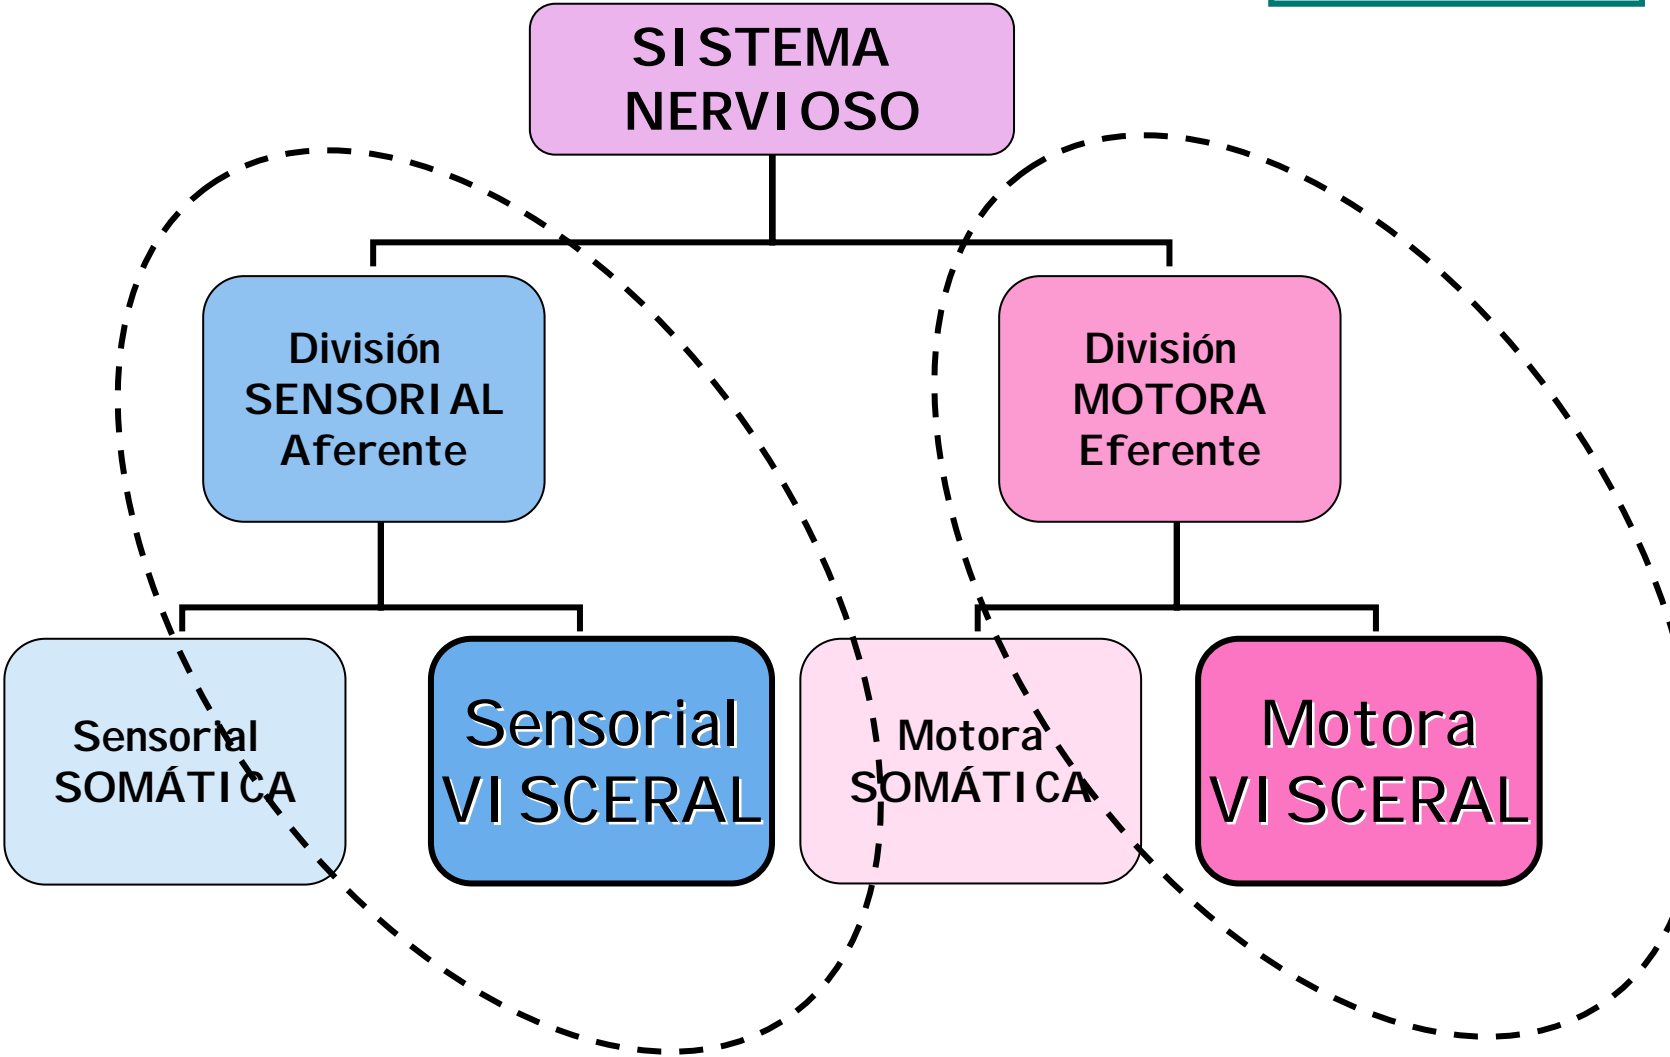 SISTEMA
NERVIOSO
División
SENSORIAL
Aferente
División
MOTORA
Eferente
Sensorial
SOMÁTICA
Sensorial
VISCERAL
Motora
SOMÁTICA
Motora
VISCERAL